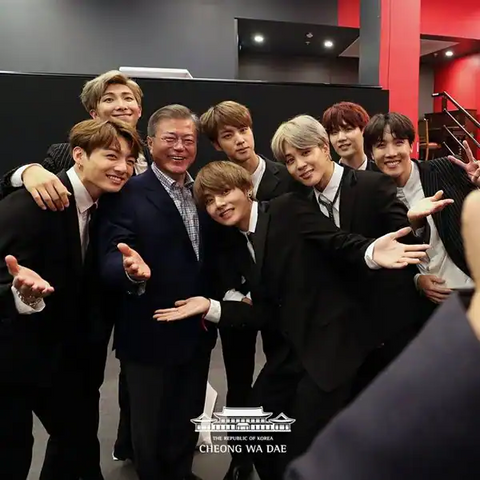 THE REPUBLIC OF KOREA
CHEONG WA DAE